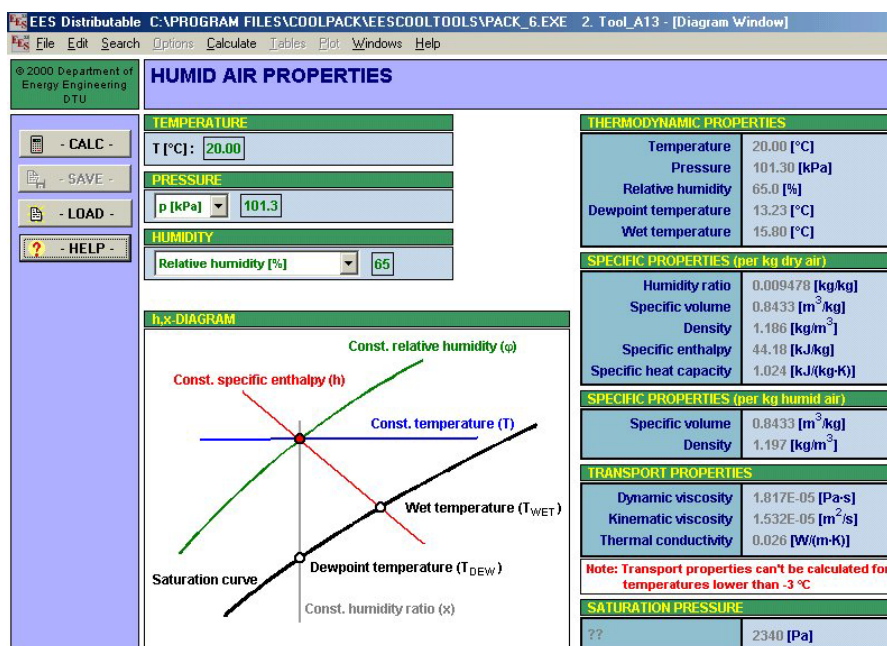 EES Distributable C:\PROGRAM FILES\COOLPACK\EESCOOLTOOLS\PACK_6.EXE 2. Tool_A13 - [Diagram Window]
File Edit Search Options Calculate Tables Plot Windows Help
© 2000 Department of
Energy Engineering
DTU
HUMID AIR PROPERTIES
- CALC -
- SAVE -
- LOAD -
- HELP -
TEMPERATURE
T [°C] : 20.00
PRESSURE
p [kPa] 101.3
HUMIDITY
Relative humidity [%] 65
h,x-DIAGRAM
Const. relative humidity (φ)
Const. specific enthalpy (h)
Const. temperature (T)
Wet temperature (TWET)
Dewpoint temperature (TDEW)
Saturation curve
Const. humidity ratio (x)
THERMODYNAMIC PROPERTIES
Temperature 20.00 [°C]
Pressure 101.30 [kPa]
Relative humidity 65.0 [%]
Dewpoint temperature 13.23 [°C]
Wet temperature 15.80 [°C]
SPECIFIC PROPERTIES (per kg dry air)
Humidity ratio 0.009478 [kg/kg]
Specific volume 0.8433 [m³/kg]
Density 1.186 [kg/m³]
Specific enthalpy 44.18 [kJ/kg]
Specific heat capacity 1.024 [kJ/(kg·K)]
SPECIFIC PROPERTIES (per kg humid air)
Specific volume 0.8433 [m³/kg]
Density 1.197 [kg/m³]
TRANSPORT PROPERTIES
Dynamic viscosity 1.817E-05 [Pa·s]
Kinematic viscosity 1.532E-05 [m²/s]
Thermal conductivity 0.026 [W/(m·K)]
Note: Transport properties can't be calculated for
temperatures lower than -3 °C
SATURATION PRESSURE
?? 2340 [Pa]